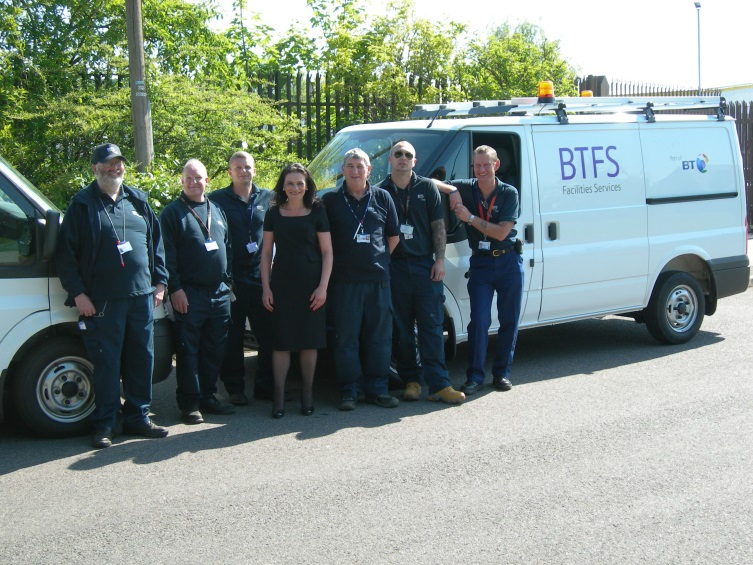 BTFS
Facilities Services
Part of
BT